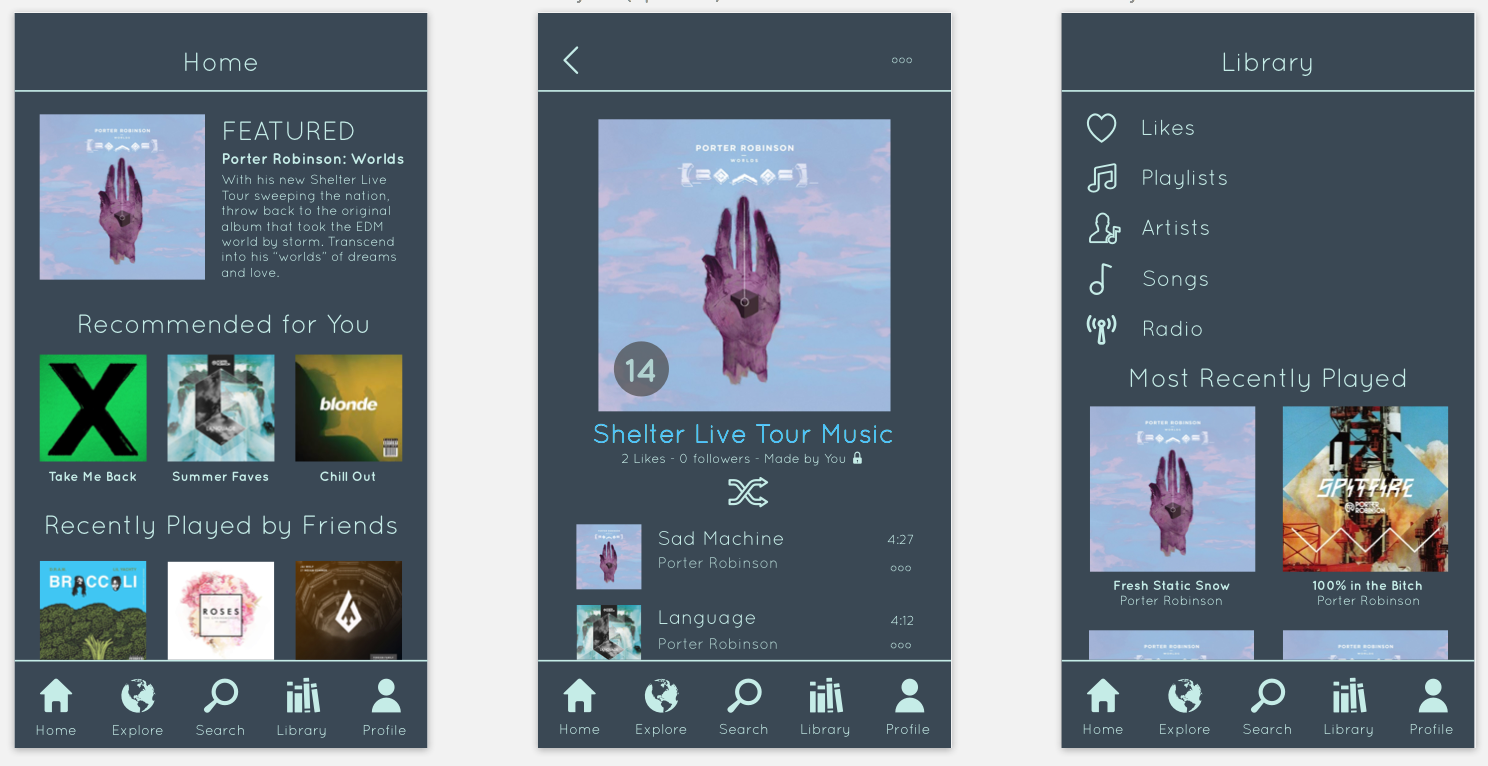 Home
PORTER ROBINSON
WORLDS
FEATURED
Porter Robinson: Worlds
With his new Shelter Live
Tour sweeping the nation,
throw back to the original
album that took the EDM
world by storm. Transcend
into his "worlds" of dreams
and love.
Recommended for You
X
LANGUAGE
blonde
Take Me Back
Summer Faves
Chill Out
Recently Played by Friends
BROCCOLI
ROSES
Home
Explore
Search
Library
Profile
PORTER ROBINSON
WORLDS
14
Shelter Live Tour Music
2 Likes - 0 followers - Made by You
Sad Machine
4:27
Porter Robinson
Language
4:12
Porter Robinson
Home
Explore
Search
Library
Profile
Library
Likes
Playlists
Artists
Songs
Radio
Most Recently Played
PORTER ROBINSON
WORLDS
SPITFIRE
PORTER
ROBINSON
Fresh Static Snow
Porter Robinson
100% in the Bitch
Porter Robinson
PORTER ROBINSON
PORTER ROBINSON
Home
Explore
Search
Library
Profile